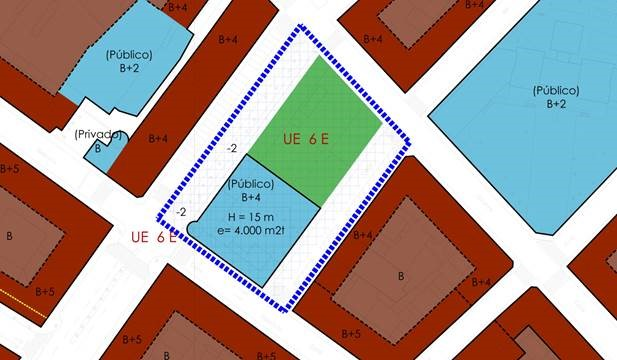 B+4
(Público)
B+2
B+4
B+4
(Público)
B+2
(Privado)
B
B+4
-2
UE 6 E
B+5
(Público)
B+4
-2
H = 15 m
e= 4.000 m2t
UE 6 E
B
B+4
B
B+4
B+5
B+5
B
B+5